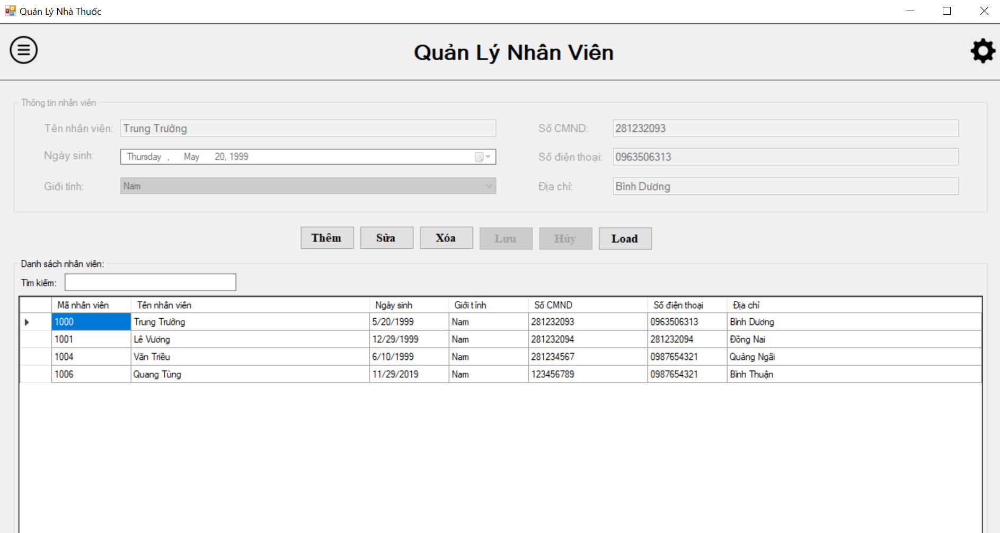 Quản Lý Nhà Thuốc
Quản Lý Nhân Viên
Thông tin nhân viên
Tên nhân viên: Trung Trường Số CMND: 281232093
Ngày sinh: Thursday , May 20, 1999 Số điện thoại: 0963506313
Giới tính: Nam Địa chỉ: Bình Dương
Thêm Sửa Xóa Lưu Hủy Load
Danh sách nhân viên:
Tìm kiếm:
Mã nhân viên Tên nhân viên Ngày sinh Giới tính Số CMND Số điện thoại Địa chỉ
1000 Trung Trường 5/20/1999 Nam 281232093 0963506313 Bình Dương
1001 Lê Vương 12/29/1999 Nam 281232094 281232094 Đồng Nai
1004 Văn Triều 6/10/1999 Nam 281234567 0987654321 Quảng Ngãi
1006 Quang Tùng 11/29/2019 Nam 123456789 0987654321 Bình Thuận